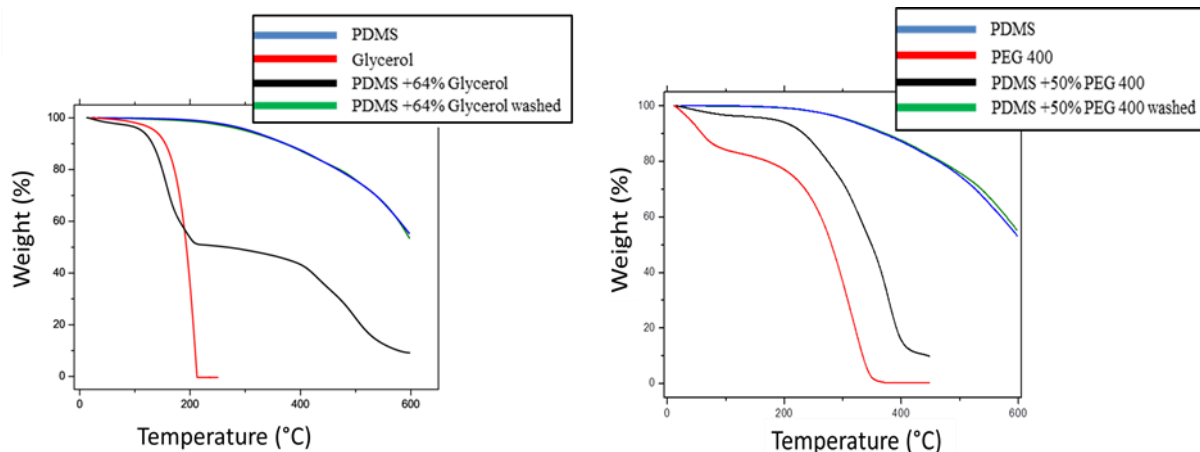 PDMS
Glycerol
PDMS +64% Glycerol
PDMS +64% Glycerol washed
100
80
60
40
20
0
Weight (%)
0 200 400 600
Temperature (°C)
PDMS
PEG 400
PDMS +50% PEG 400
PDMS +50% PEG 400 washed
100
80
60
40
20
0
Weight (%)
0 200 400 600
Temperature (°C)